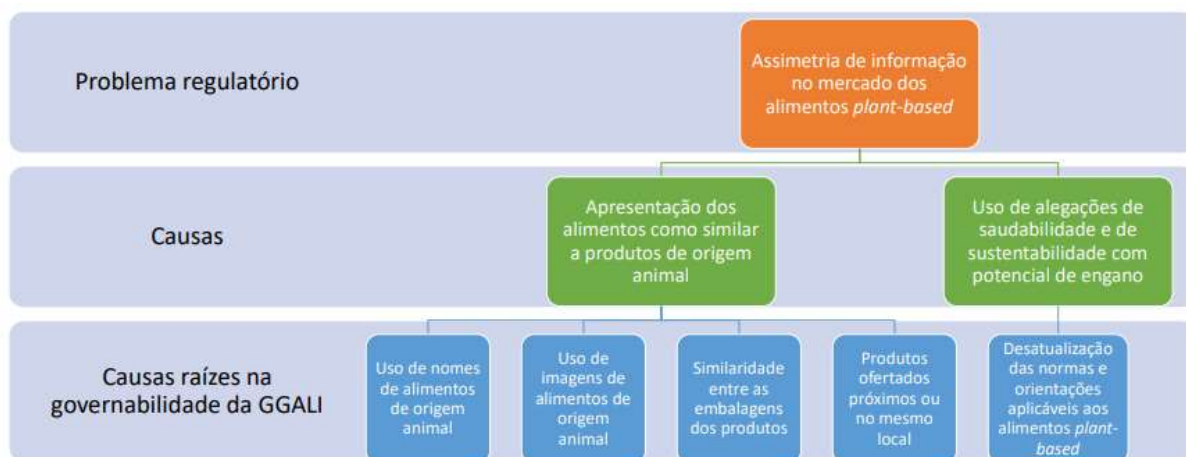 Problema regulatório
Assimetria de informação
no mercado dos
alimentos plant-based
Causas
Apresentação dos
alimentos como similar
a produtos de origem
animal
Uso de alegações de
saudabilidade e de
sustentabilidade com
potencial de engano
Causas raízes na
governabilidade da GGALI
Uso de nomes
de alimentos
de origem
animal
Uso de
imagens de
alimentos de
origem
animal
Similaridade
entre as
embalagens
dos produtos
Produtos
ofertados
próximos ou
no mesmo
local
Desatualização
das normas e
orientações
aplicáveis aos
alimentos plant-
based